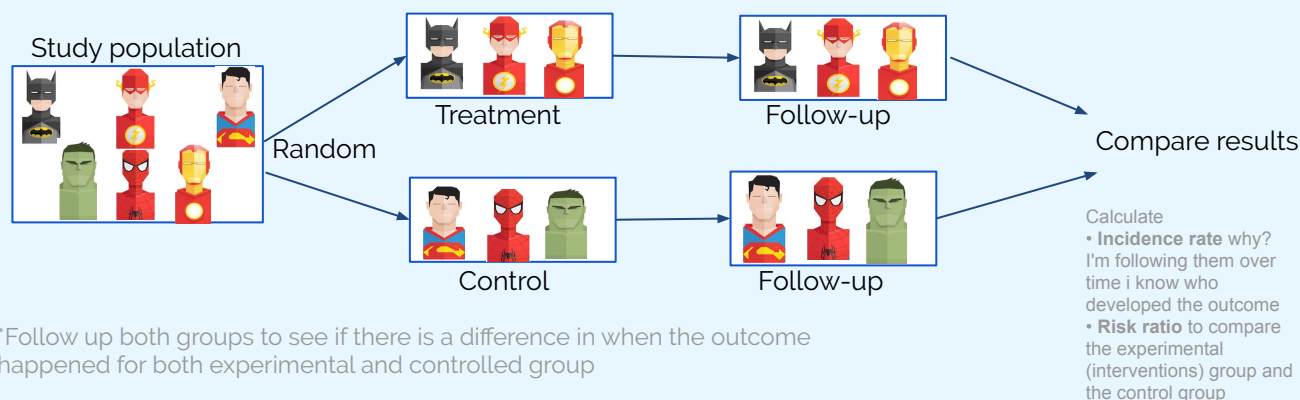 Study population
Random
Treatment
Follow-up
Control
Follow-up
Compare results
Calculate
• Incidence rate why?
I'm following them over
time i know who
developed the outcome
• Risk ratio to compare
the experimental
(interventions) group and
the control group
*Follow up both groups to see if there is a difference in when the outcome
happened for both experimental and controlled group